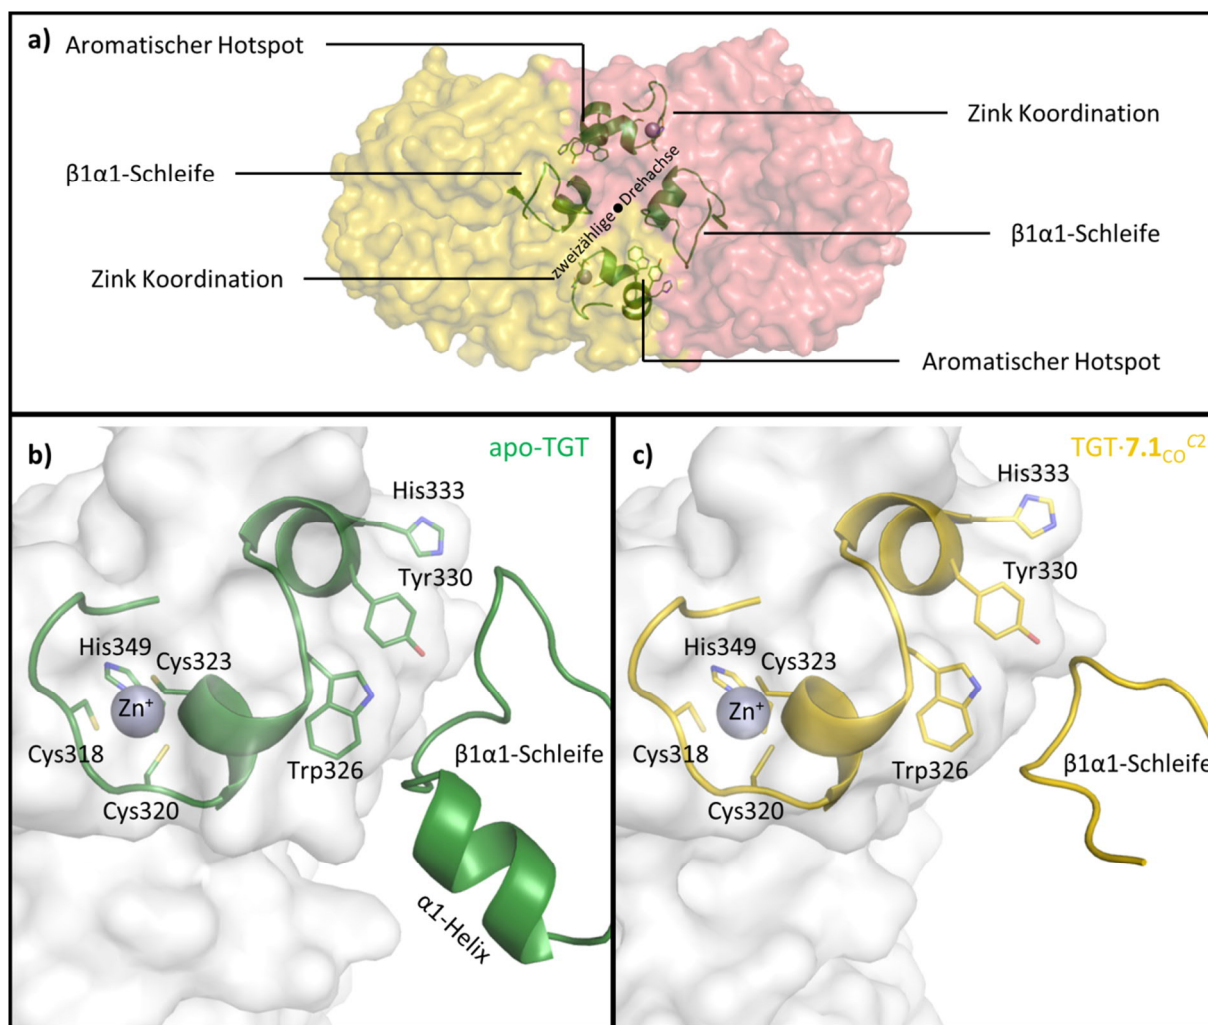 a)
Aromatischer Hotspot
Zink Koordination
β1α1-Schleife
zweizählige Drehachse
β1α1-Schleife
Zink Koordination
Aromatischer Hotspot
b)
apo-TGT
His333
Tyr330
His349
Cys323
Zn⁺
Cys318
Trp326
Cys320
β1α1-Schleife
α1-Helix
c)
TGT·7.1CO^C2
His333
Tyr330
His349
Cys323
Zn⁺
Cys318
Trp326
Cys320
β1α1-Schleife